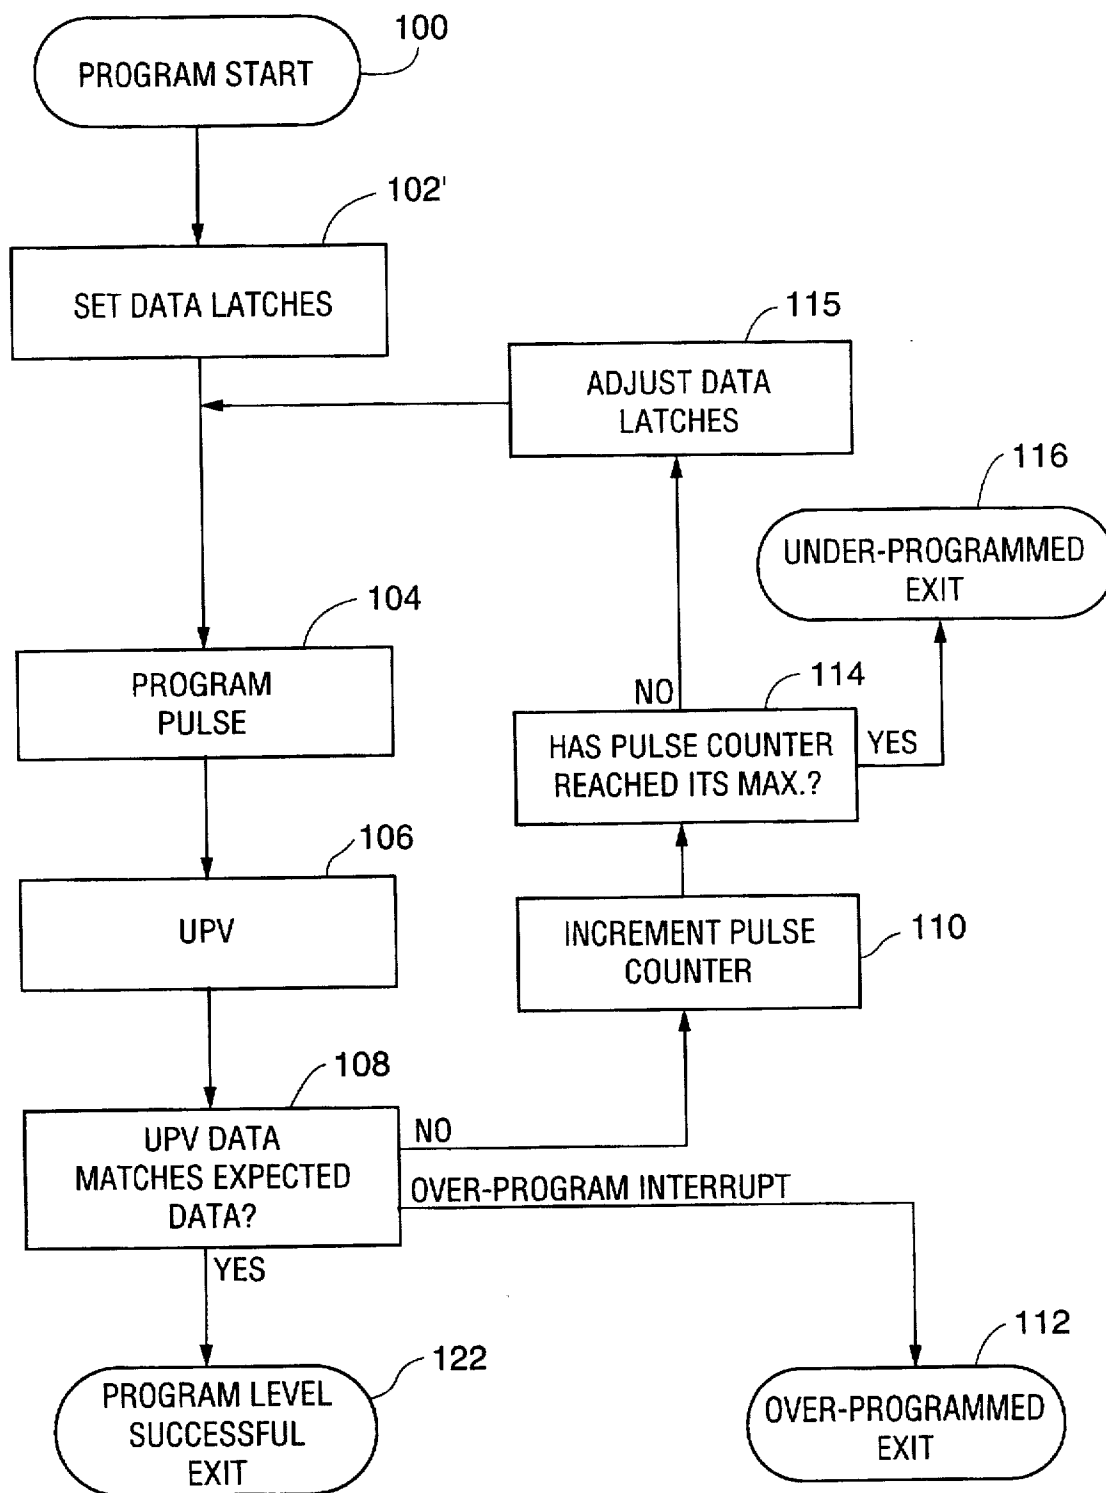 100
PROGRAM START
102'
SET DATA LATCHES
115
ADJUST DATA
LATCHES
116
UNDER-PROGRAMMED
EXIT
104
PROGRAM
PULSE
114
NO
HAS PULSE COUNTER
REACHED ITS MAX.?
YES
106
UPV
110
INCREMENT PULSE
COUNTER
108
UPV DATA
MATCHES EXPECTED
DATA?
NO
OVER-PROGRAM INTERRUPT
YES
122
PROGRAM LEVEL
SUCCESSFUL
EXIT
112
OVER-PROGRAMMED
EXIT